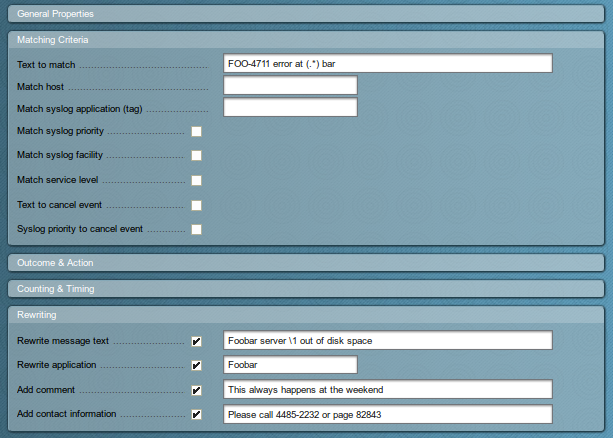 General Properties
Matching Criteria
Text to match FOO-4711 error at (.*) bar
Match host
Match syslog application (tag)
Match syslog priority
Match syslog facility
Match service level
Text to cancel event
Syslog priority to cancel event
Outcome & Action
Counting & Timing
Rewriting
Rewrite message text Foobar server \1 out of disk space
Rewrite application Foobar
Add comment This always happens at the weekend
Add contact information Please call 4485-2232 or page 82843